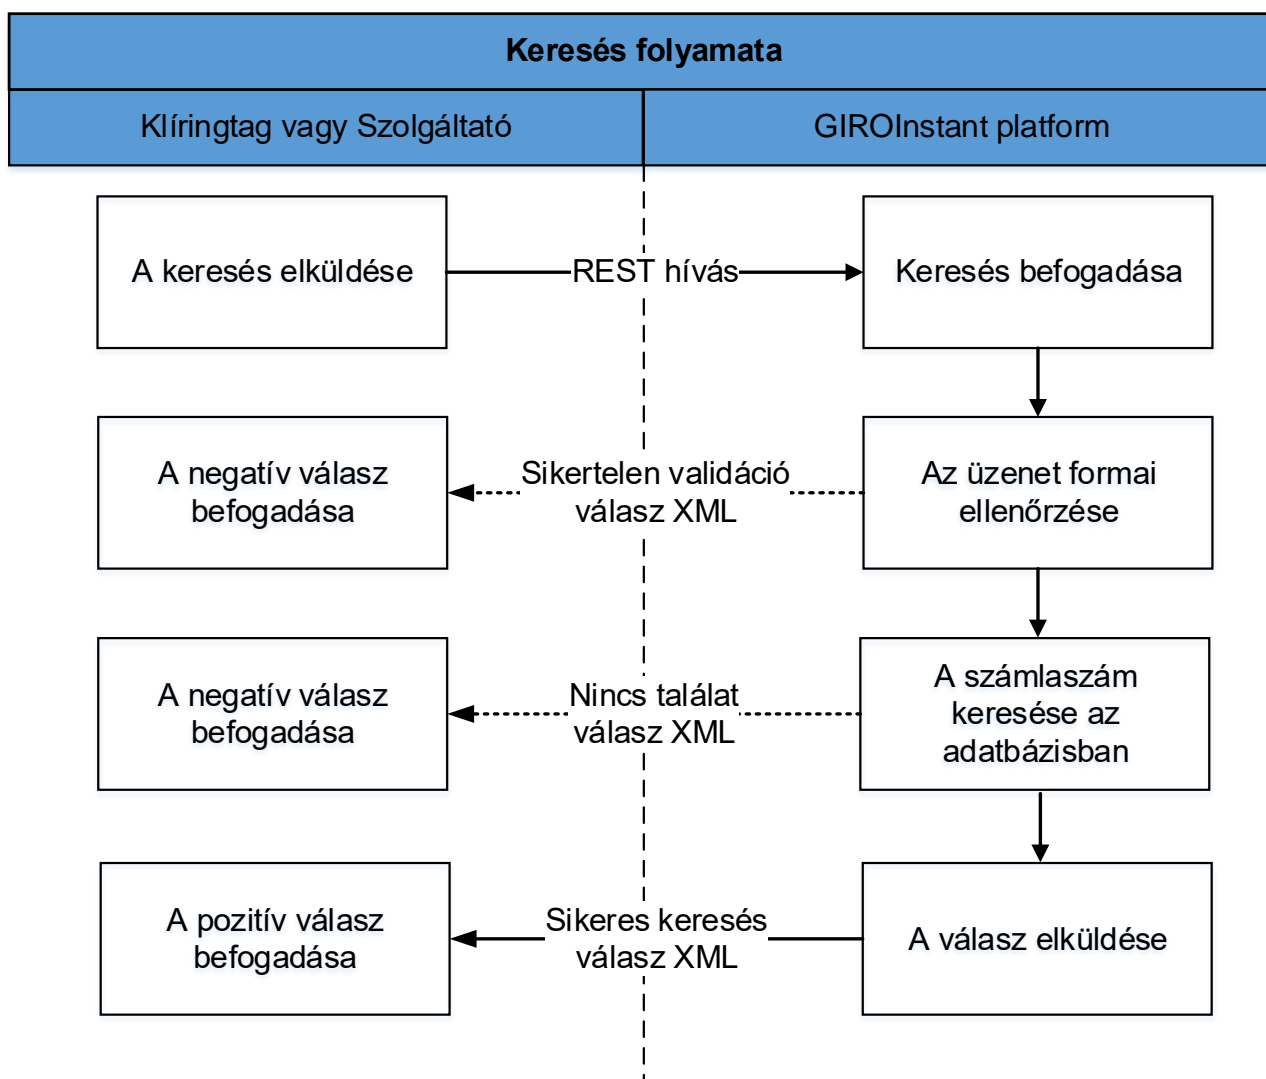 Keresés folyamata
Klíringtag vagy Szolgáltató
GIROInstant platform
A keresés elküldése
REST hívás
Keresés befogadása
A negatív válasz
befogadása
Sikertelen validáció
válasz XML
Az üzenet formai
ellenőrzése
A negatív válasz
befogadása
Nincs találat
válasz XML
A számlaszám
keresése az
adatbázisban
A pozitív válasz
befogadása
Sikeres keresés
válasz XML
A válasz elküldése